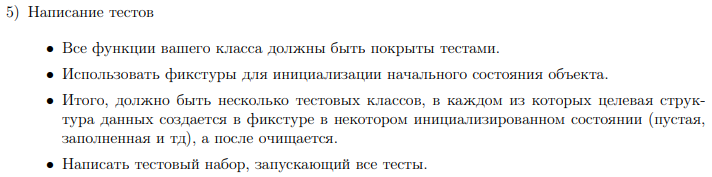 5) Написание тестов
• Все функции вашего класса должны быть покрыты тестами.
• Использовать фикстуры для инициализации начального состояния объекта.
• Итого, должно быть несколько тестовых классов, в каждом из которых целевая струк-
тура данных создается в фикстуре в некотором инициализированном состоянии (пустая,
заполненная и тд), а после очищается.
• Написать тестовый набор, запускающий все тесты.